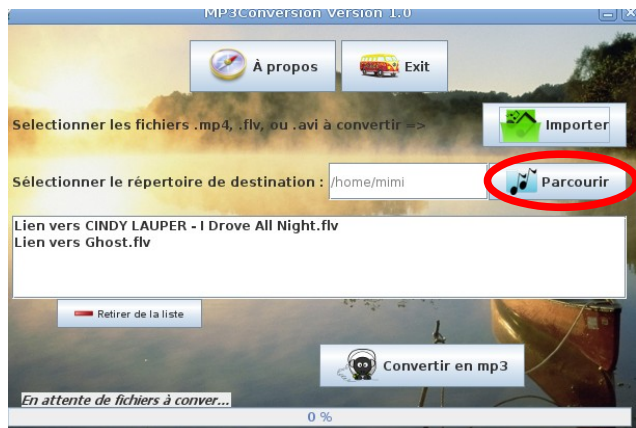 MP3Conversion Version 1.0
À propos
Exit
Selectionner les fichiers .mp4, .flv, ou .avi à convertir =>
Importer
Sélectionner le répertoire de destination :
/home/mimi
Parcourir
Lien vers CINDY LAUPER - I Drove All Night.flv
Lien vers Ghost.flv
Retirer de la liste
Convertir en mp3
En attente de fichiers à conver...
0 %